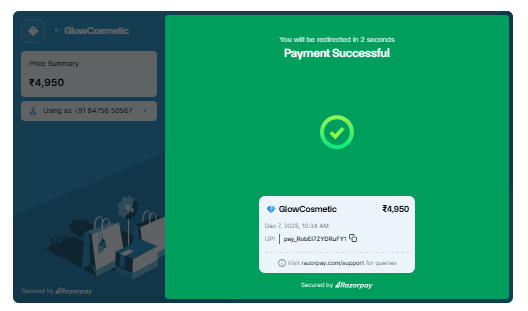 GlowCosmetic
Price Summary
₹4,950
Using as +91 84756 50567
Secured by Razorpay
You will be redirected in 2 seconds
Payment Successful
GlowCosmetic ₹4,950
Dec 7, 2025, 10:34 AM
UPI | pay_RobEI7ZYDRuFY1
Visit razorpay.com/support for queries
Secured by Razorpay